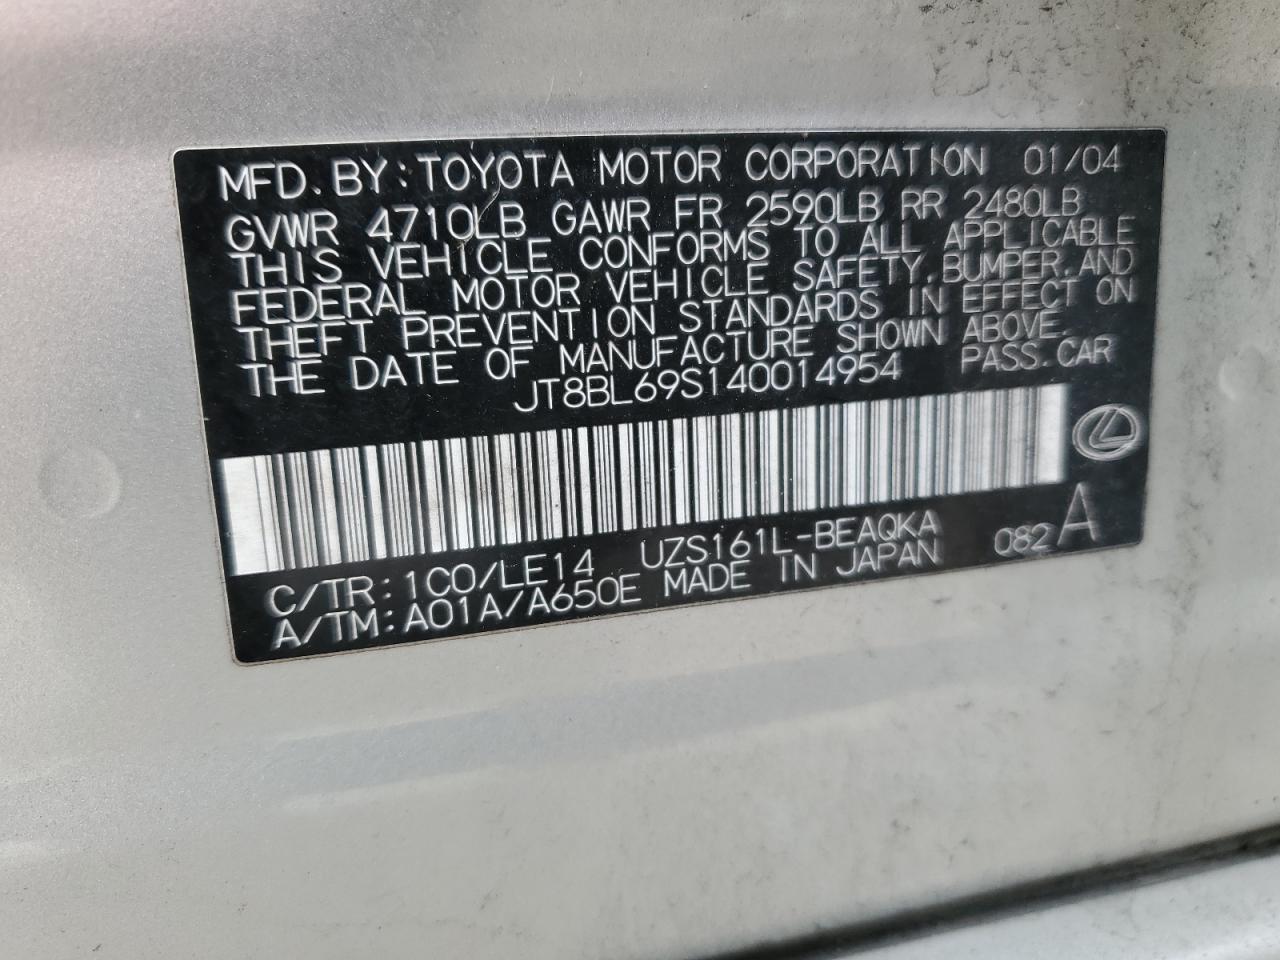 MFD. BY: TOYOTA MOTOR CORPORATION 01/04
GVWR 4710LB GAWR FR 2590LB RR 2480LB
THIS VEHICLE CONFORMS TO ALL APPLICABLE
FEDERAL MOTOR VEHICLE SAFETY, BUMPER, AND
THEFT PREVENTION STANDARDS IN EFFECT ON
THE DATE OF MANUFACTURE SHOWN ABOVE.
JT8BL69S140014954 PASS. CAR
C/TR: 1C0/LE14 UZS161L-BEAQKA 082 A
A/TM: A01A/A650E MADE IN JAPAN